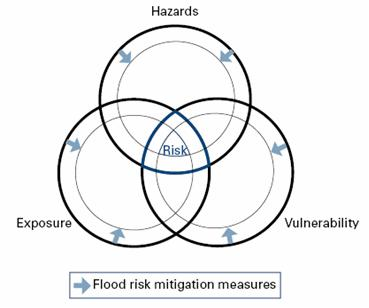 Hazards
Risk
Exposure
Vulnerability
Flood risk mitigation measures